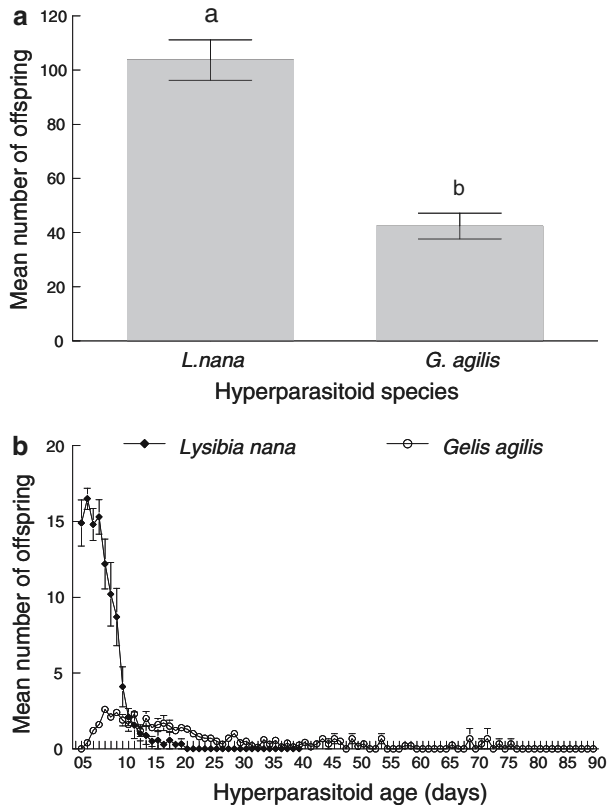 a
120
100
80
60
40
20
0
Mean number of offspring
a
b
L.nana
G. agilis
Hyperparasitoid species
b
Lysibia nana
Gelis agilis
20
15
10
5
0
Mean number of offspring
05 10 15 20 25 30 35 40 45 50 55 60 65 70 75 80 85 90
Hyperparasitoid age (days)